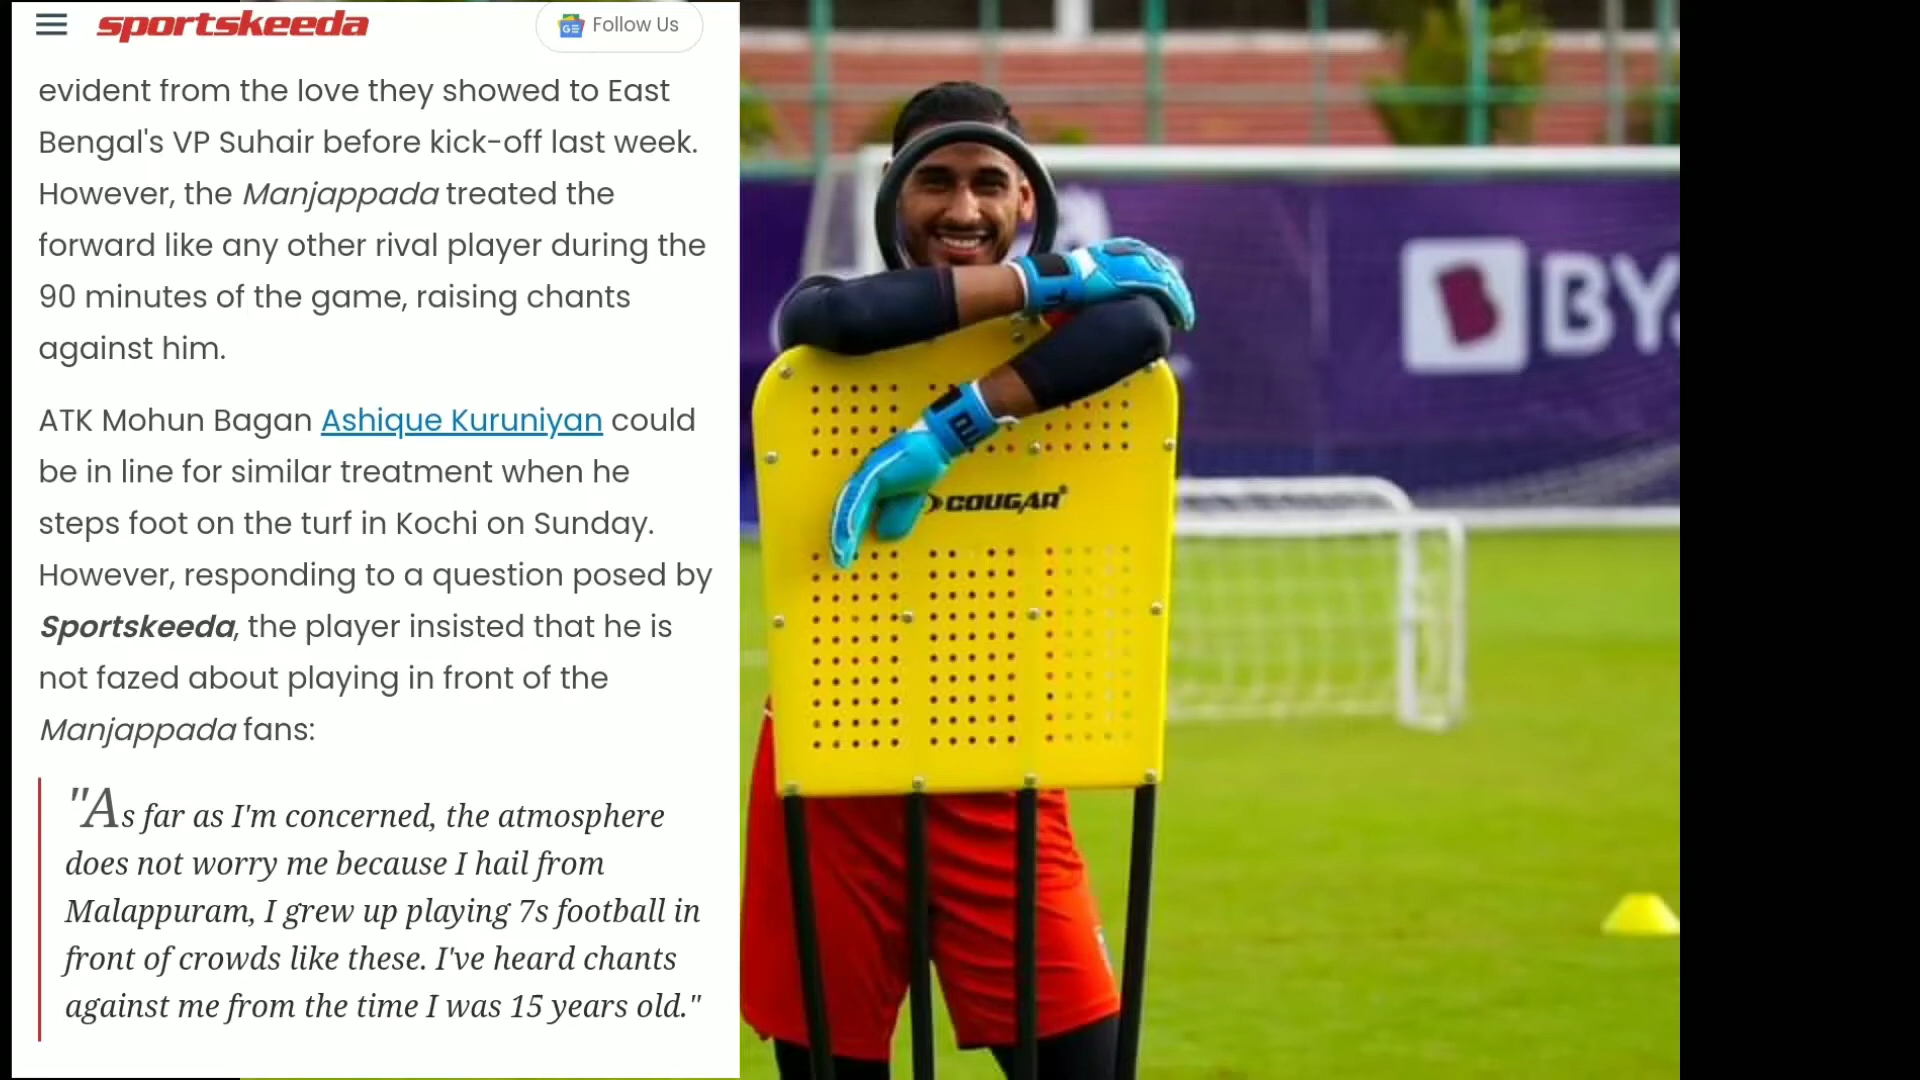 sportskeeda
GE Follow Us
evident from the love they showed to East
Bengal's VP Suhair before kick-off last week.
However, the Manjappada treated the
forward like any other rival player during the
90 minutes of the game, raising chants
against him.
ATK Mohun Bagan Ashique Kuruniyan could
be in line for similar treatment when he
steps foot on the turf in Kochi on Sunday.
However, responding to a question posed by
Sportskeeda, the player insisted that he is
not fazed about playing in front of the
Manjappada fans:
"As far as I'm concerned, the atmosphere
does not worry me because I hail from
Malappuram, I grew up playing 7s football in
front of crowds like these. I've heard chants
against me from the time I was 15 years old."
COUGAR®
BY